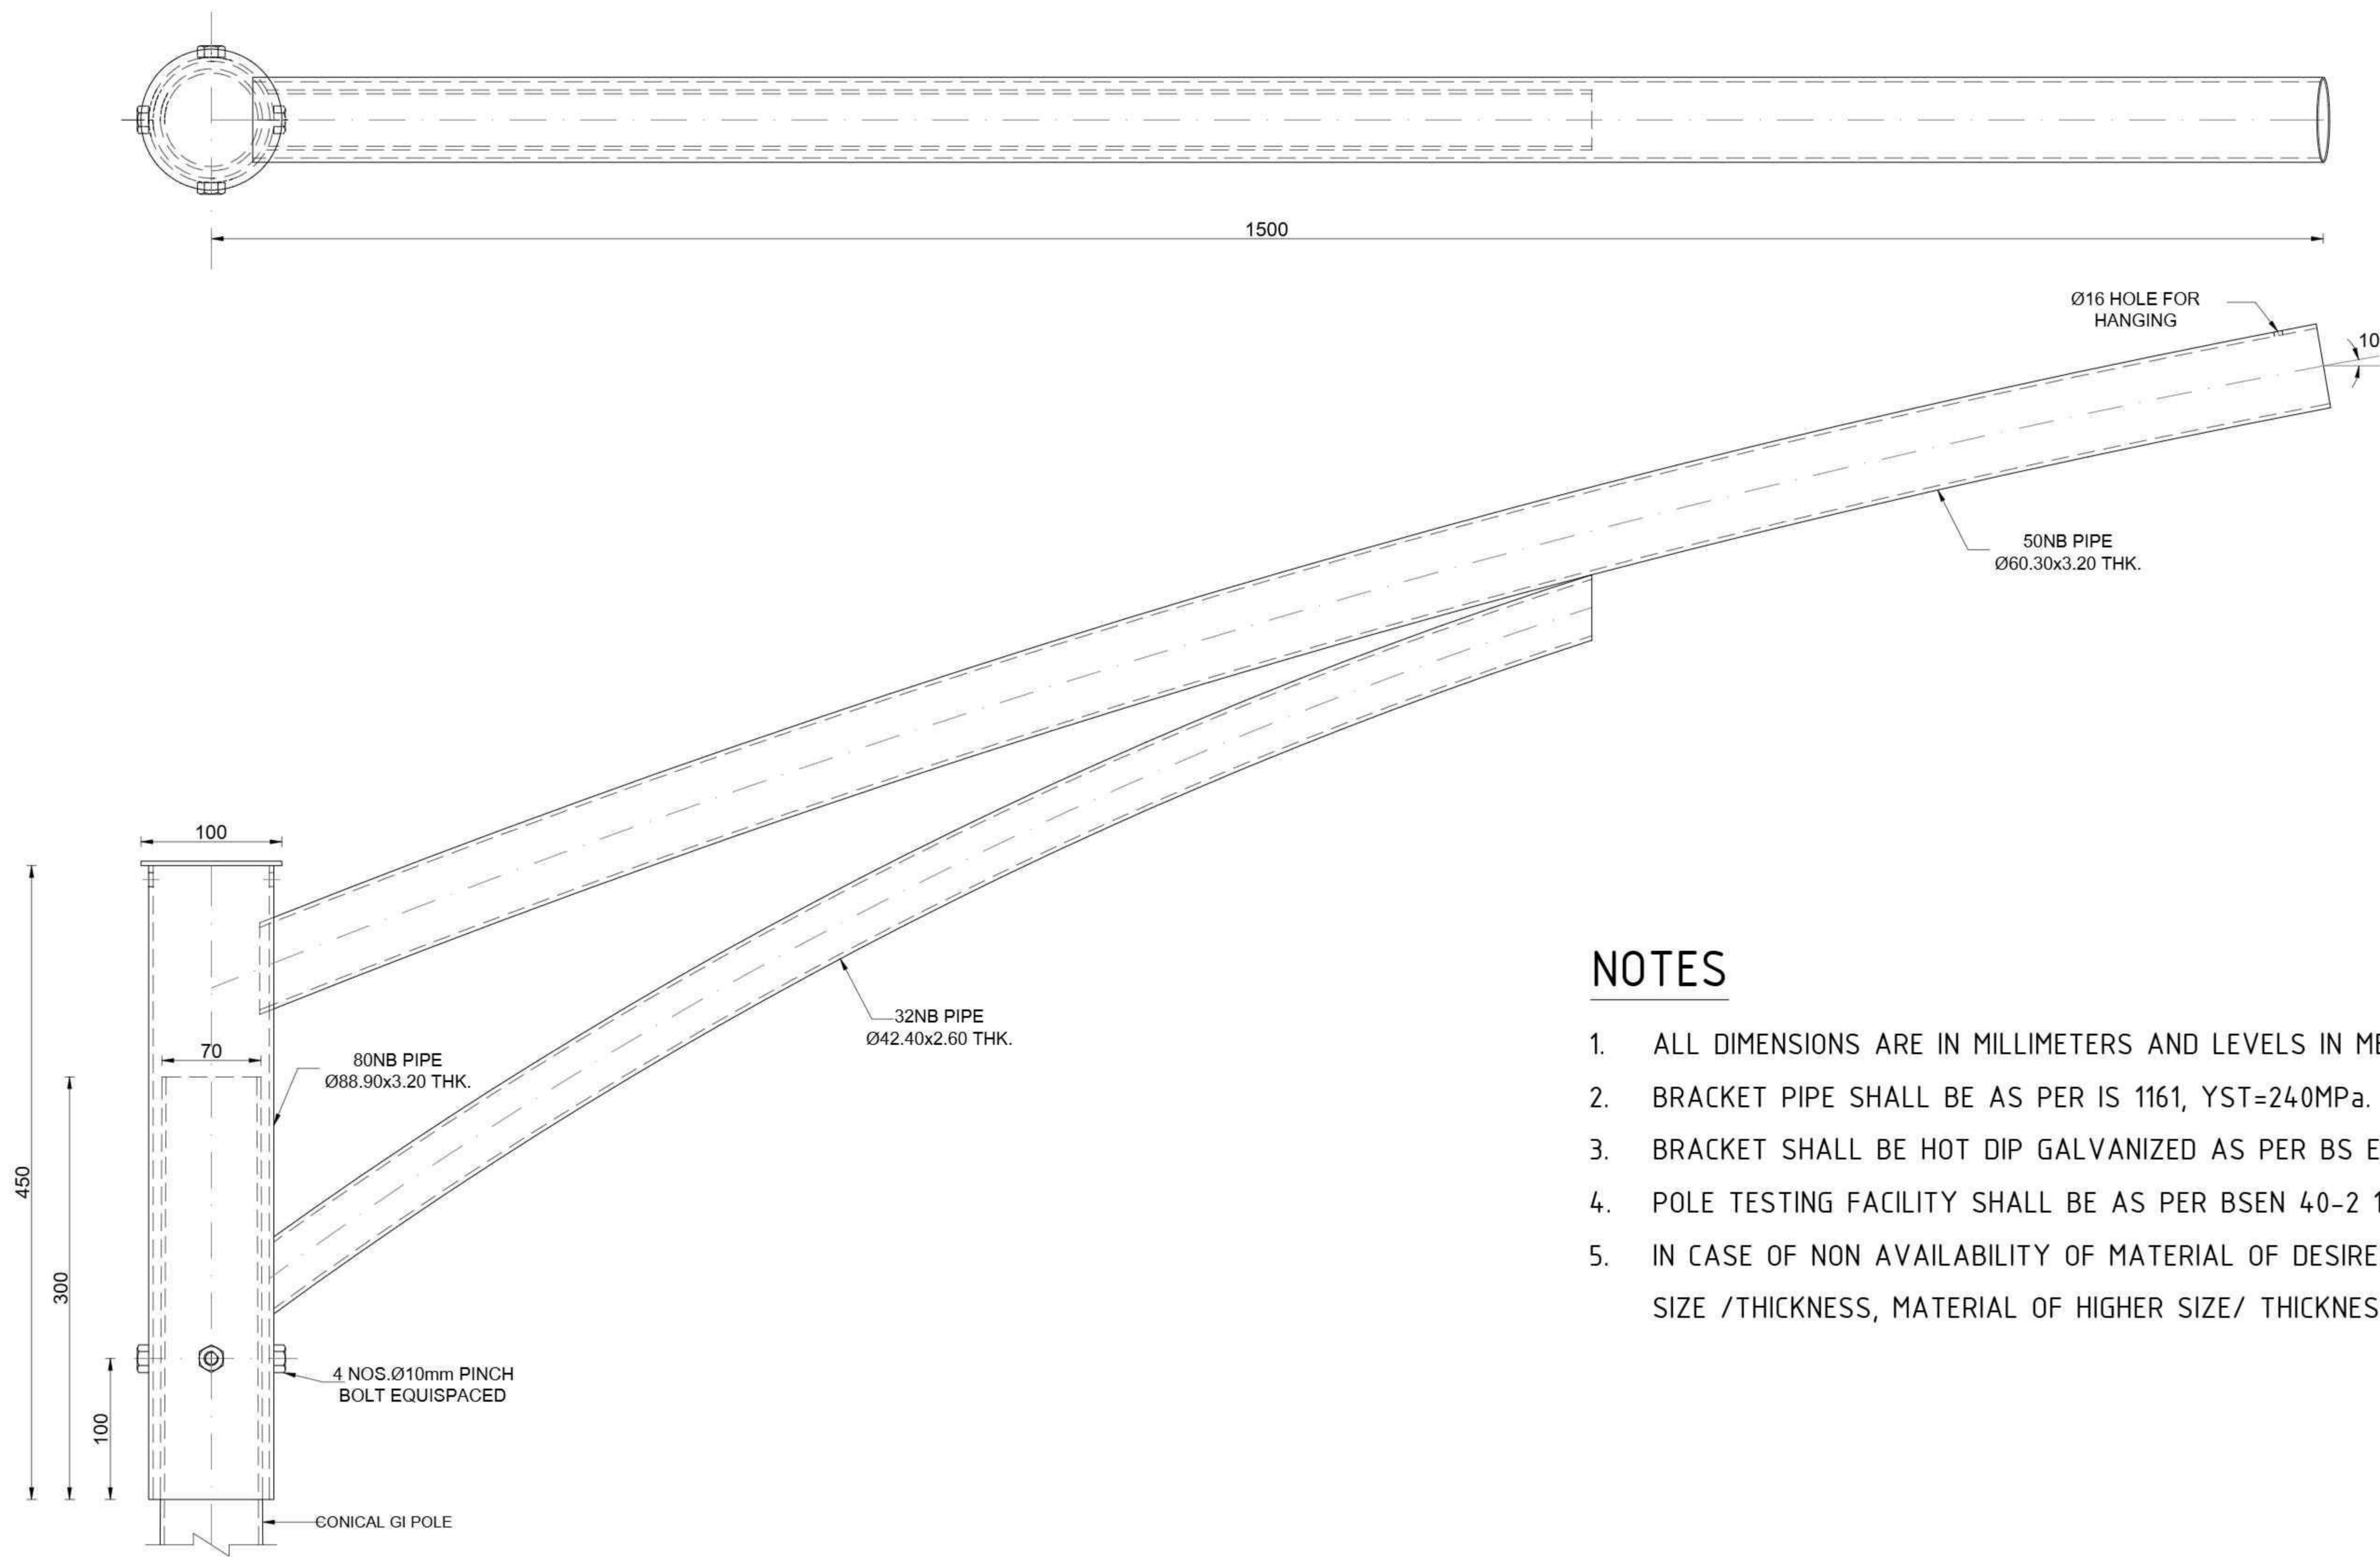 1500
Ø16 HOLE FOR
HANGING
10
50NB PIPE
Ø60.30x3.20 THK.
100
32NB PIPE
Ø42.40x2.60 THK.
70
80NB PIPE
Ø88.90x3.20 THK.
450
300
100
4 NOS.Ø10mm PINCH
BOLT EQUISPACED
CONICAL GI POLE
NOTES
1. ALL DIMENSIONS ARE IN MILLIMETERS AND LEVELS IN
2. BRACKET PIPE SHALL BE AS PER IS 1161, YST=240MPa.
3. BRACKET SHALL BE HOT DIP GALVANIZED AS PER BS
4. POLE TESTING FACILITY SHALL BE AS PER BSEN 40-2
5. IN CASE OF NON AVAILABILITY OF MATERIAL OF
SIZE /THICKNESS, MATERIAL OF HIGHER SIZE/